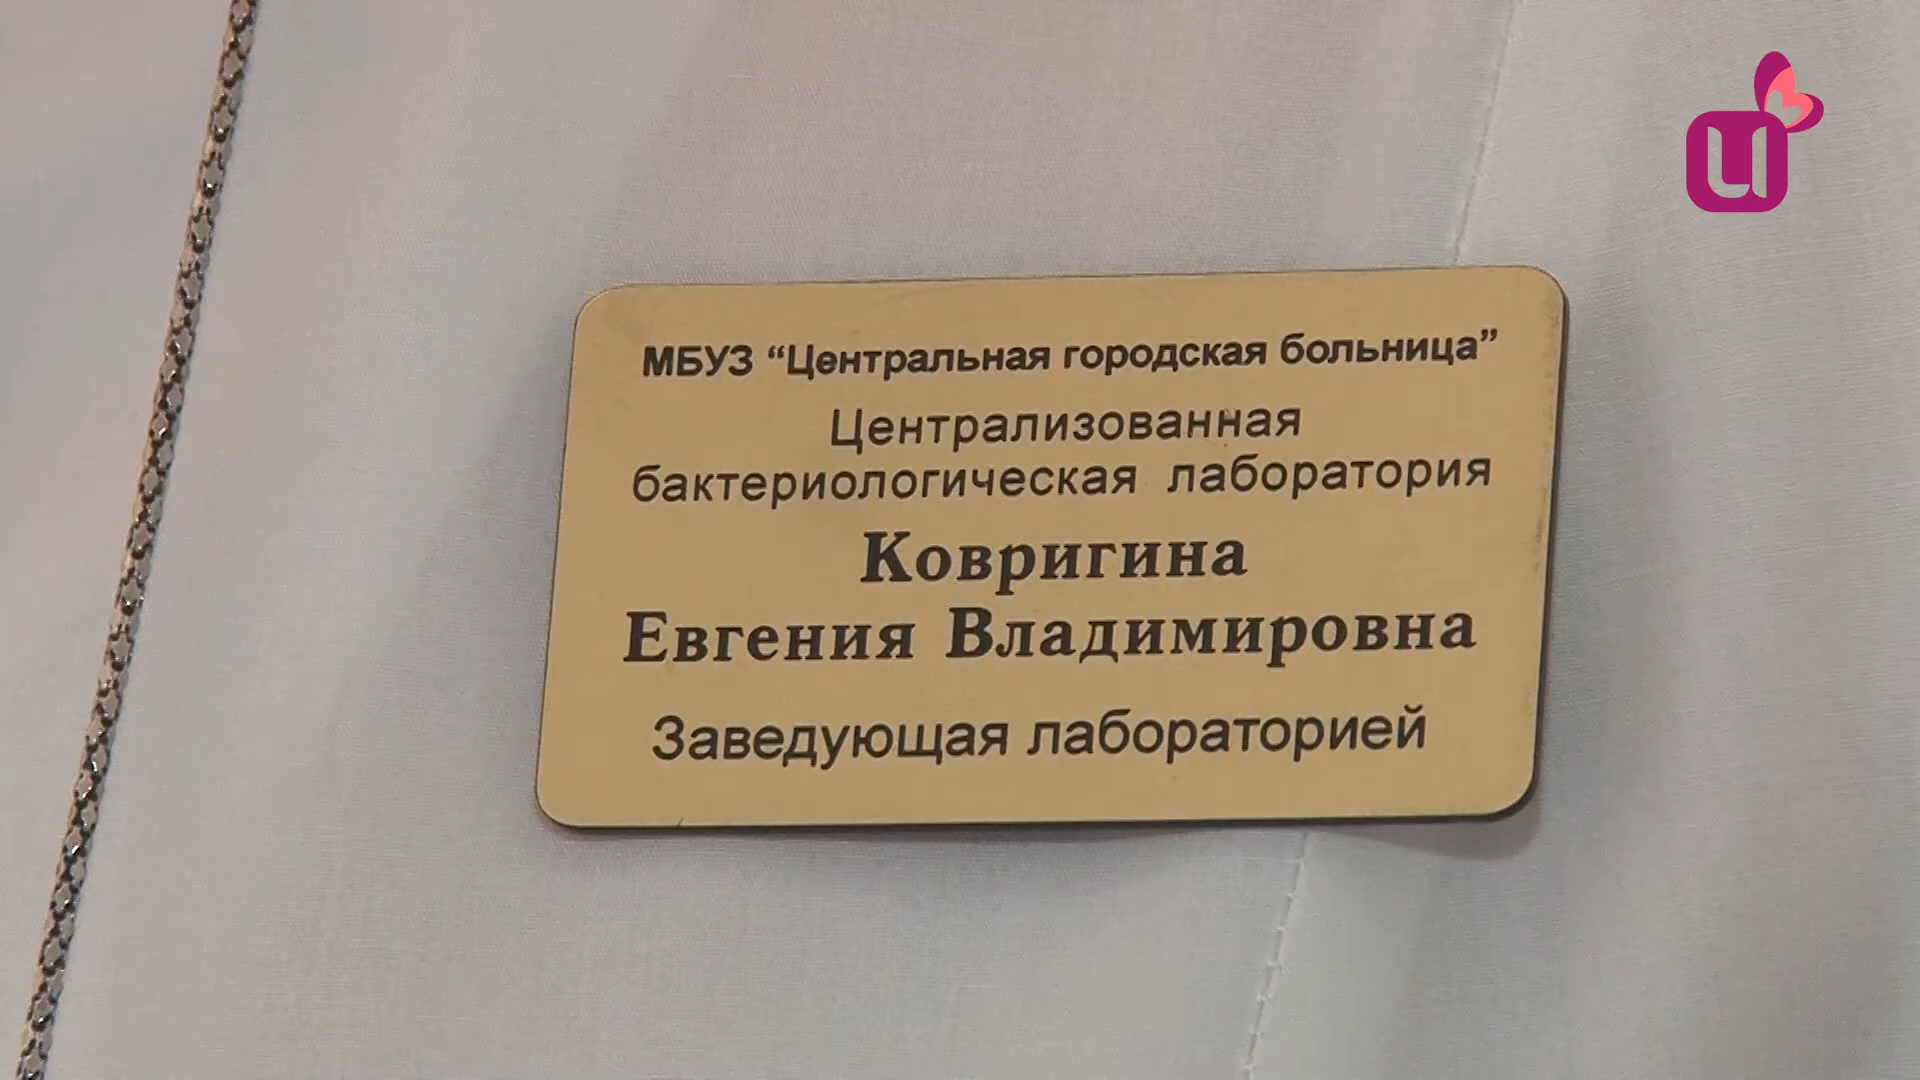 МБУЗ “Центральная городская больница”
Централизованная
бактериологическая лаборатория
Ковригина
Евгения Владимировна
Заведующая лабораторией